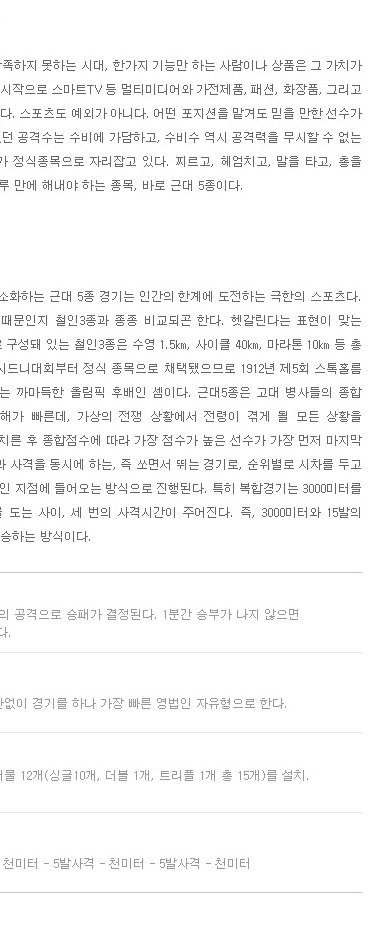 족하지 못하는 시대, 한가지 기능만 하는 사람이나 상품은 그 가치가
시작으로 스마트TV 등 멀티미디어와 가전제품, 패션, 화장품, 그리고
다. 스포츠도 예외가 아니다. 어떤 포지션을 맡겨도 믿을 만한 선수가
던 공격수는 수비에 가담하고, 수비수 역시 공격력을 무시할 수 없는
가 정식종목으로 자리잡고 있다. 찌르고, 헤엄치고, 말을 타고, 총을
루 만에 해내야 하는 종목, 바로 근대 5종이다.
소화하는 근대 5종 경기는 인간의 한계에 도전하는 극한의 스포츠다.
때문인지 철인3종과 종종 비교되곤 한다. 헷갈린다는 표현이 맞는
구성돼 있는 철인3종은 수영 1.5㎞, 사이클 40㎞, 마라톤 10㎞ 등 총
시드니대회부터 정식 종목으로 채택됐으므로 1912년 제5회 스톡홀름
는 까마득한 올림픽 후배인 셈이다. 근대5종은 고대 병사들의 종합
해가 빠른데, 가상의 전쟁 상황에서 전령이 겪게 될 모든 상황을
치른 후 종합점수에 따라 가장 점수가 높은 선수가 가장 먼저 마지막
과 사격을 동시에 하는, 즉 쏘면서 뛰는 경기로, 순위별로 시차를 두고
인 지점에 들어오는 방식으로 진행된다. 특히 복합경기는 3000미터를
도는 사이, 세 번의 사격시간이 주어진다. 즉, 3000미터와 15발의
승하는 방식이다.
의 공격으로 승패가 결정된다. 1분간 승부가 나지 않으면
다.
없이 경기를 하나 가장 빠른 영법인 자유형으로 한다.
물 12개(싱글10개, 더블 1개, 트리플 1개 총 15개)를 설치.
천미터 - 5발사격 - 천미터 - 5발사격 - 천미터